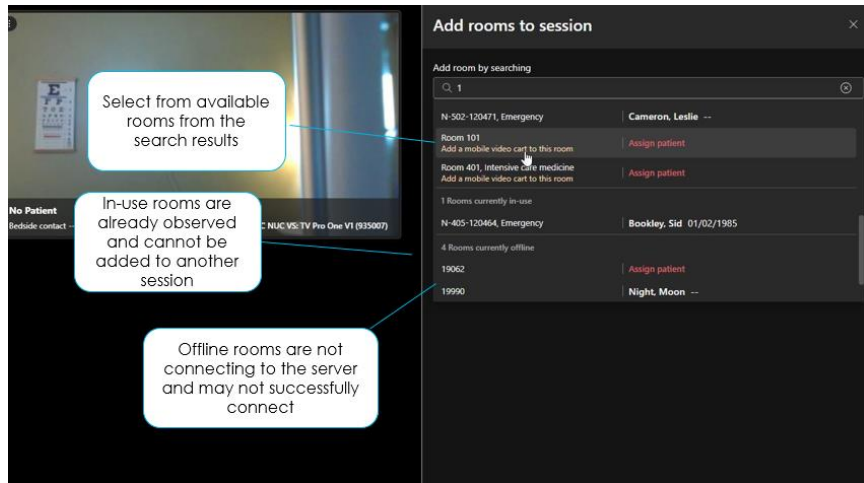 Add rooms to session
Add room by searching
1
N-502-120471, Emergency
Cameron, Leslie --
Room 101
Add a mobile video cart to this room
Assign patient
Room 401, Intensive care medicine
Add a mobile video cart to this room
Assign patient
1 Rooms currently in-use
N-405-120464, Emergency
Bookley, Sid 01/02/1985
4 Rooms currently offline
19062
Assign patient
19990
Night, Moon --
Select from available
rooms from the
search results
No Patient
Bedside contact --
C NUC VS: TV Pro One V1 (935007)
In-use rooms are
already observed
and cannot be
added to another
session
Offline rooms are not
connecting to the server
and may not successfully
connect